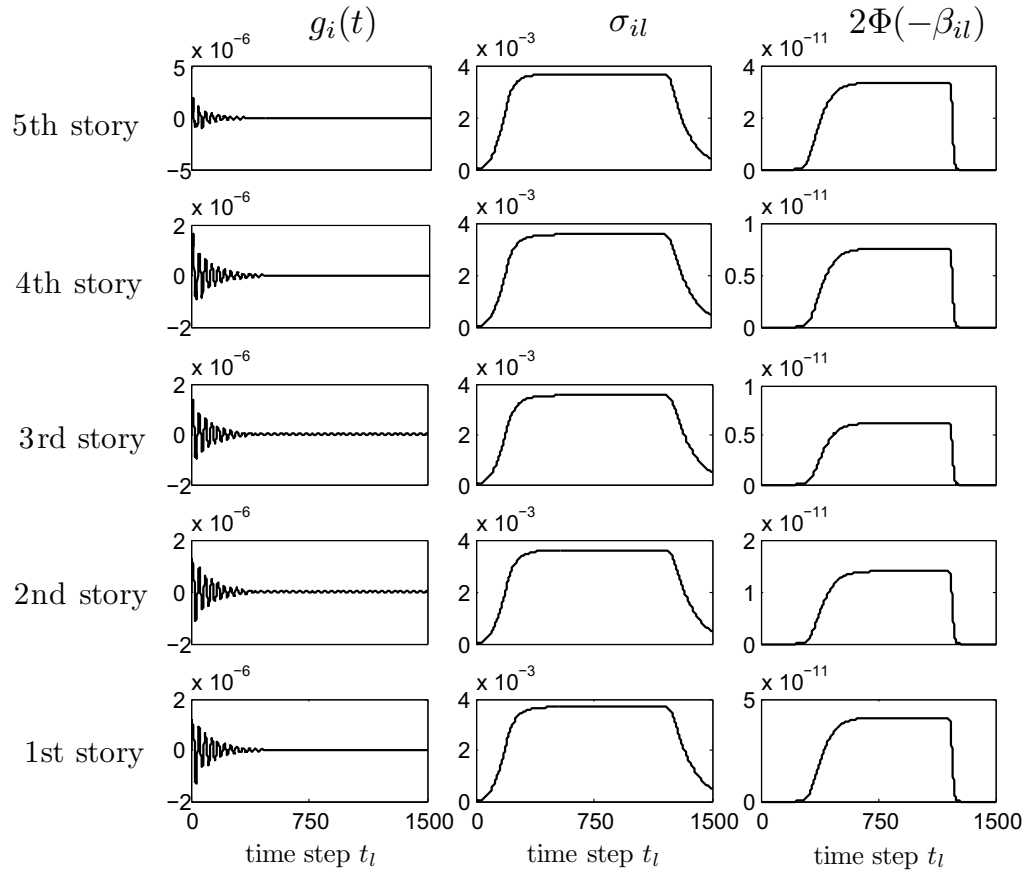 g_i(t) σ_{il} 2Φ(−β_{il})
x 10^{−6} x 10^{−3} x 10^{−11}
5th story
5 0 −5
4 2 0
4 2 0
x 10^{−6} x 10^{−3} x 10^{−11}
4th story
2 0 −2
4 2 0
1 0.5 0
x 10^{−6} x 10^{−3} x 10^{−11}
3rd story
2 0 −2
4 2 0
1 0.5 0
x 10^{−6} x 10^{−3} x 10^{−11}
2nd story
2 0 −2
4 2 0
2 1 0
x 10^{−6} x 10^{−3} x 10^{−11}
1st story
2 0 −2
4 2 0
5 0
0 750 1500 0 750 1500 0 750 1500
time step t_l time step t_l time step t_l